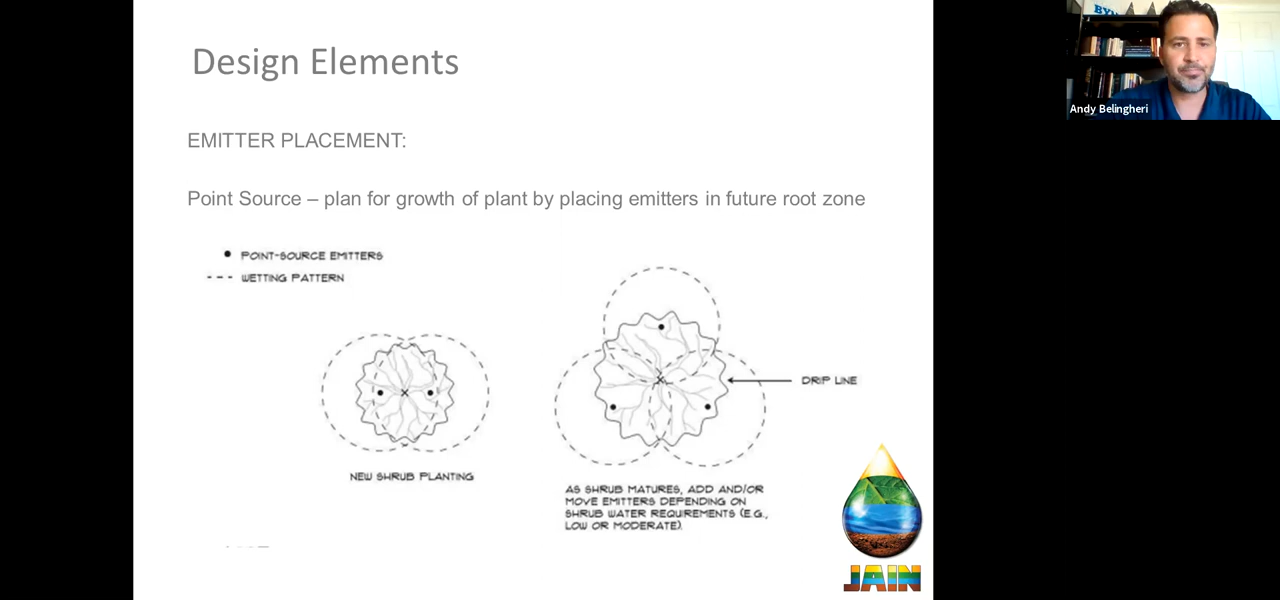 Design Elements
EMITTER PLACEMENT:
Point Source – plan for growth of plant by placing emitters in future root zone
POINT-SOURCE EMITTERS
WETTING PATTERN
DRIP LINE
NEW SHRUB PLANTING
AS SHRUB MATURES, ADD AND/OR
MOVE EMITTERS DEPENDING ON
SHRUB WATER REQUIREMENTS (E.G.,
LOW OR MODERATE).
JAIN
Andy Belingheri